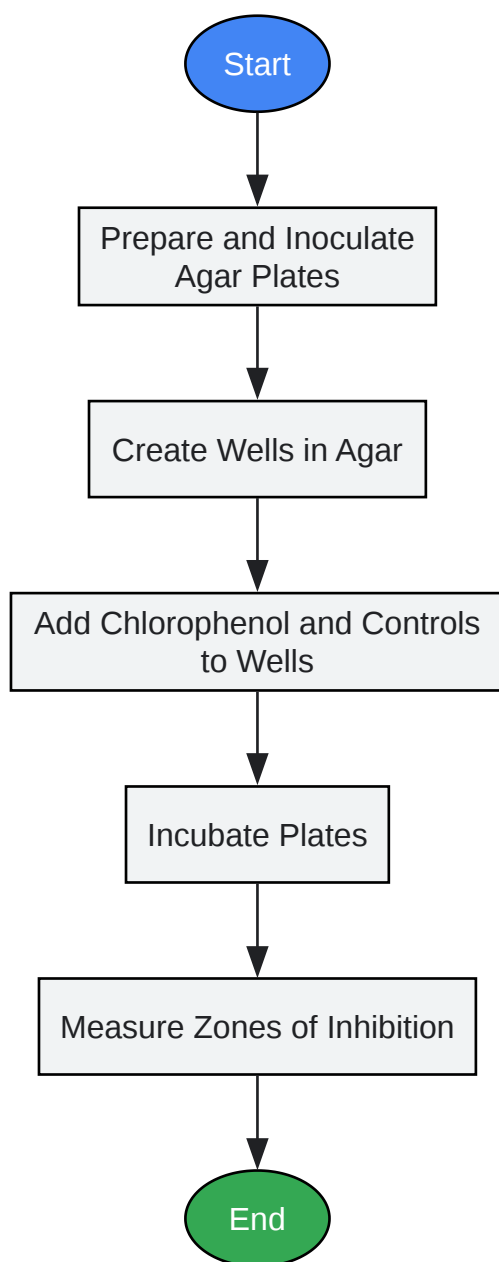 Start
Prepare and Inoculate
Agar Plates
Create Wells in Agar
Add Chlorophenol and Controls
to Wells
Incubate Plates
Measure Zones of Inhibition
End